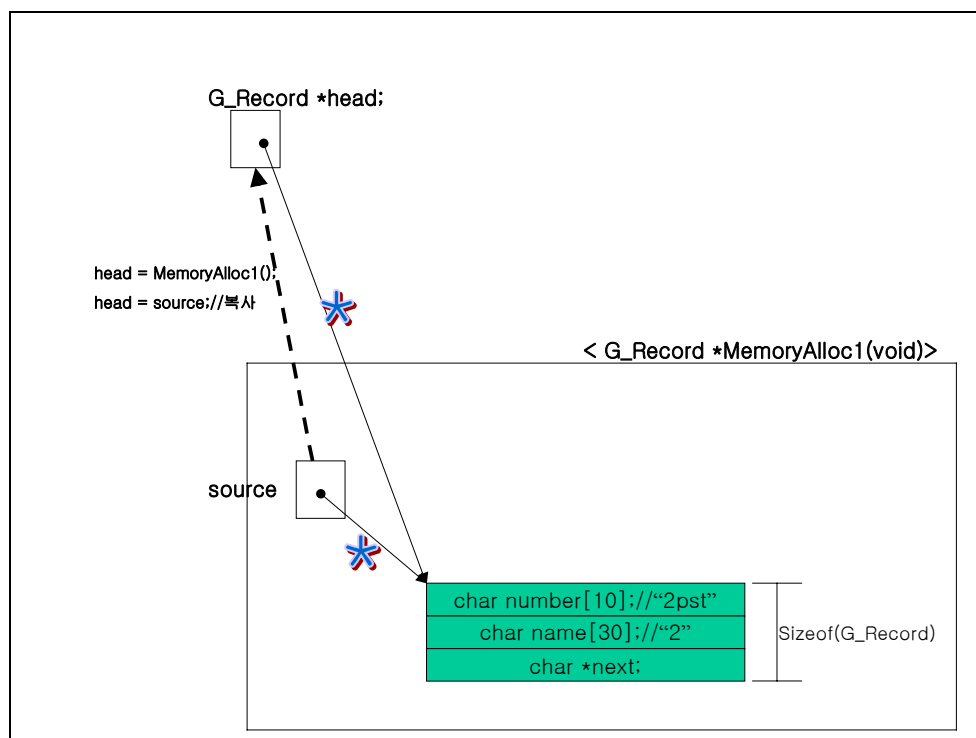 G_Record *head;
head = MemoryAlloc1();
head = source;//복사
< G_Record *MemoryAlloc1(void)>
source
char number[10];//“2pst”
char name[30];//“2”
char *next;
Sizeof(G_Record)